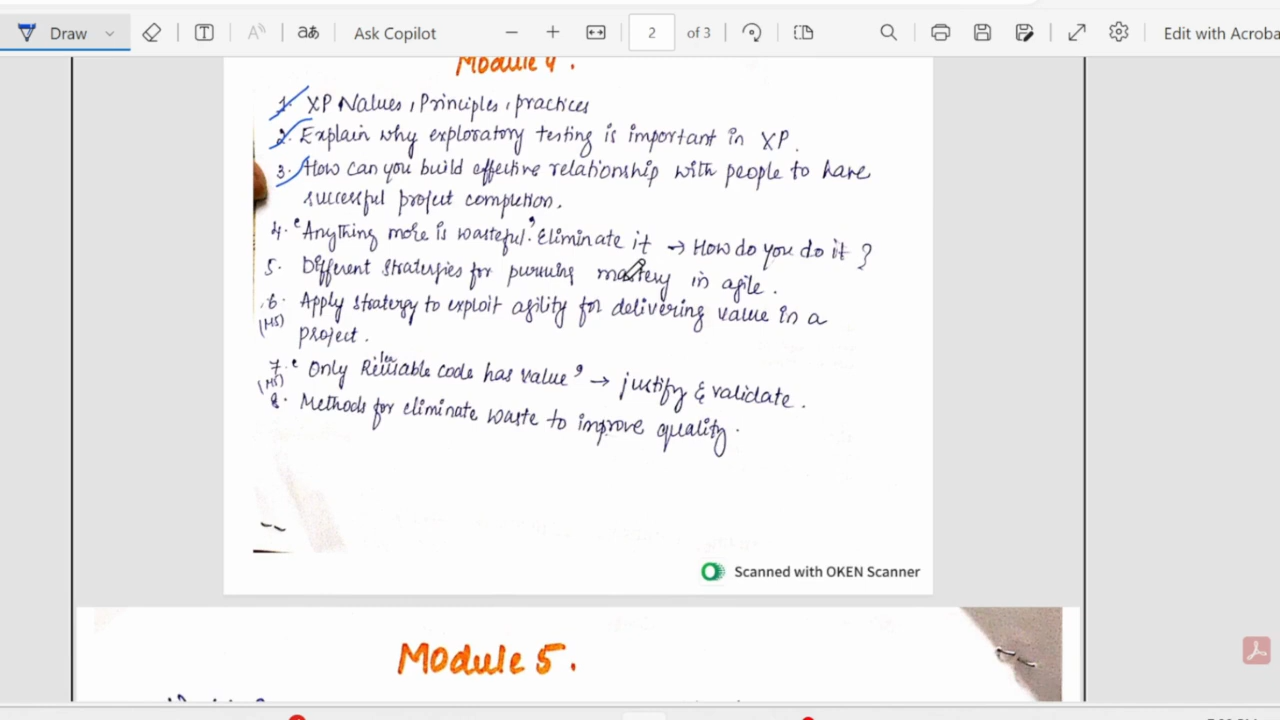 Draw
Ask Copilot
2 of 3
Edit with Acroba
Module 4.
1. XP Values, Principles, practices
2. Explain why exploratory testing is important in XP.
3. How can you build effective relationship with people to have
successful project completion.
4. "Anything more is wasteful. Eliminate it → How do you do it?
5. Different stratergies for pursuing mastery in agile.
6. Apply stratergy to exploit agility for delivering value in a
(M5) project.
7. "Only Releasable code has value" → justify & validate.
(M5)
8. Methods for eliminate waste to improve quality.
Scanned with OKEN Scanner
Module 5.